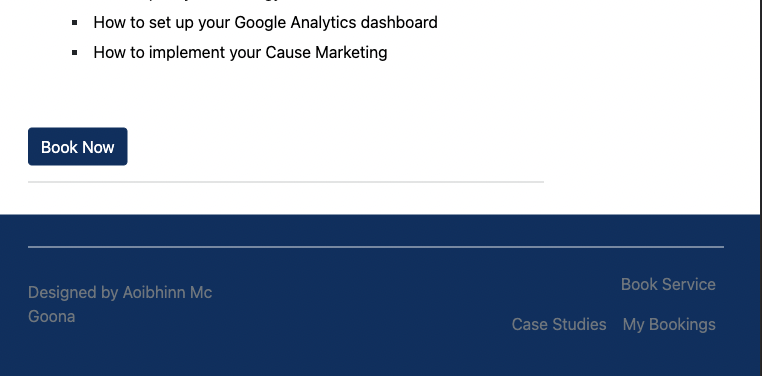 How to set up your Google Analytics dashboard
How to implement your Cause Marketing
Book Now
Designed by Aoibhinn Mc
Goona
Book Service
Case Studies My Bookings